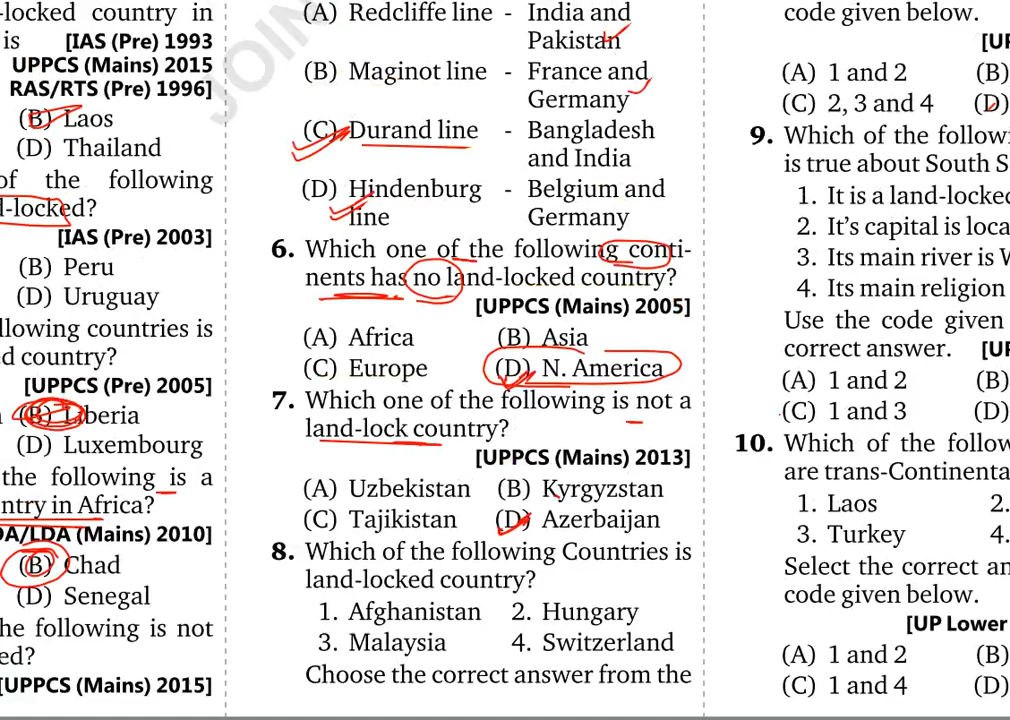 -locked country in
is [IAS (Pre) 1993
UPPCS (Mains) 2015
RAS/RTS (Pre) 1996]
(B) Laos
(D) Thailand
of the following
d-locked?
[IAS (Pre) 2003]
(B) Peru
(D) Uruguay
llowing countries is
ed country?
[UPPCS (Pre) 2005]
(B) Liberia
(D) Luxembourg
the following is a
ntry in Africa?
DA/LDA (Mains) 2010]
(B) Chad
(D) Senegal
he following is not
ed?
[UPPCS (Mains) 2015]
JOIN
(A) Redcliffe line - India and
Pakistan
(B) Maginot line - France and
Germany
(C) Durand line - Bangladesh
and India
(D) Hindenburg - Belgium and
line Germany
6. Which one of the following conti-
nents has no land-locked country?
[UPPCS (Mains) 2005]
(A) Africa (B) Asia
(C) Europe (D) N. America
7. Which one of the following is not a
land-lock country?
[UPPCS (Mains) 2013]
(A) Uzbekistan (B) Kyrgyzstan
(C) Tajikistan (D) Azerbaijan
8. Which of the following Countries is
land-locked country?
1. Afghanistan 2. Hungary
3. Malaysia 4. Switzerland
Choose the correct answer from the
code given below.
[UP
(A) 1 and 2 (B)
(C) 2, 3 and 4 (D)
9. Which of the followi
is true about South S
1. It is a land-locked
2. It's capital is loca
3. Its main river is W
4. Its main religion
Use the code given
correct answer. [UP
(A) 1 and 2 (B)
(C) 1 and 3 (D)
10. Which of the follow
are trans-Continenta
1. Laos 2.
3. Turkey 4.
Select the correct an
code given below.
[UP Lower
(A) 1 and 2 (B)
(C) 1 and 4 (D)